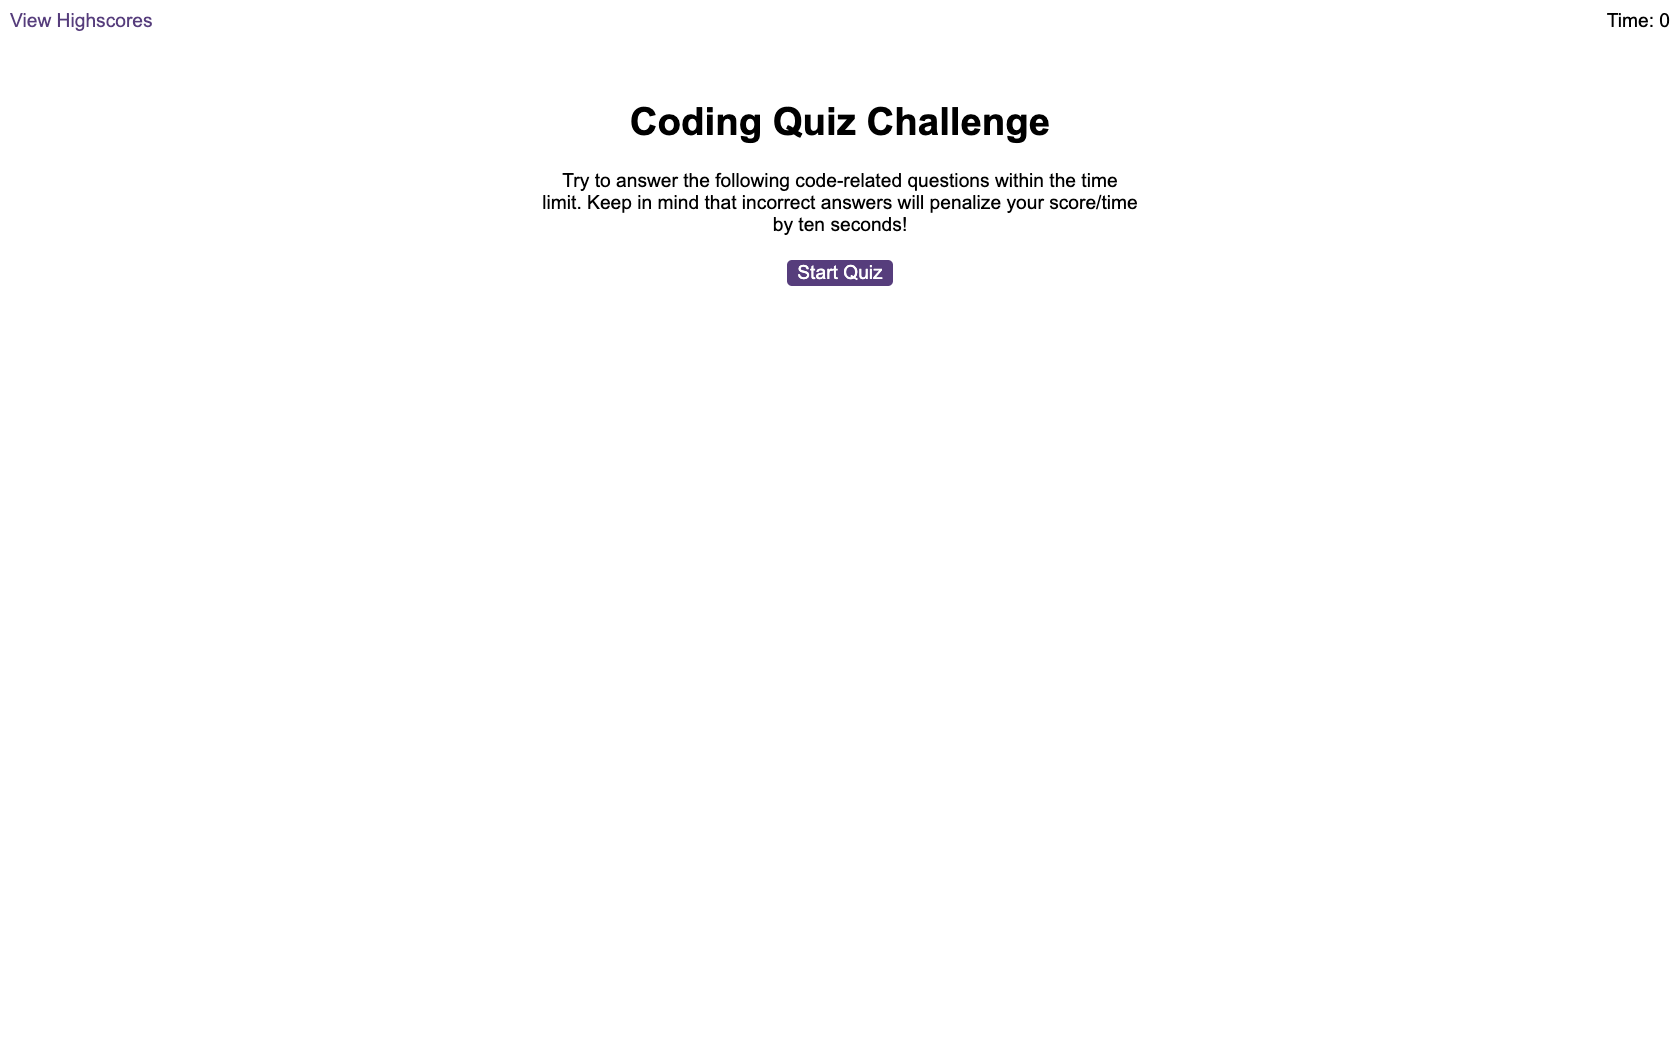 View Highscores
Time: 0
Coding Quiz Challenge
Try to answer the following code-related questions within the time
limit. Keep in mind that incorrect answers will penalize your score/time
by ten seconds!
Start Quiz